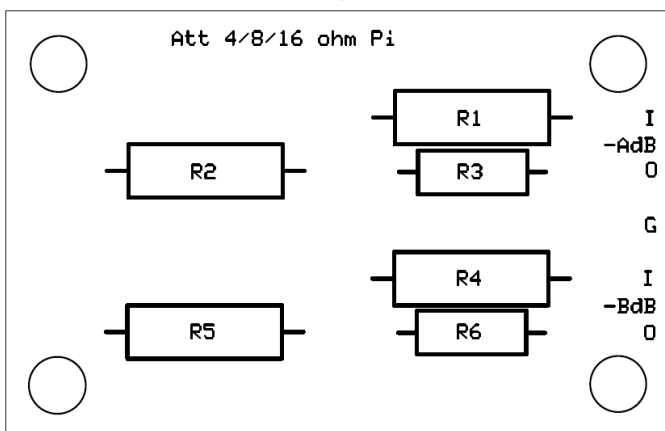 Att 4/8/16 ohm Pi
R1
I
-AdB
R2
R3
O
G
R4
I
-BdB
R5
R6
O